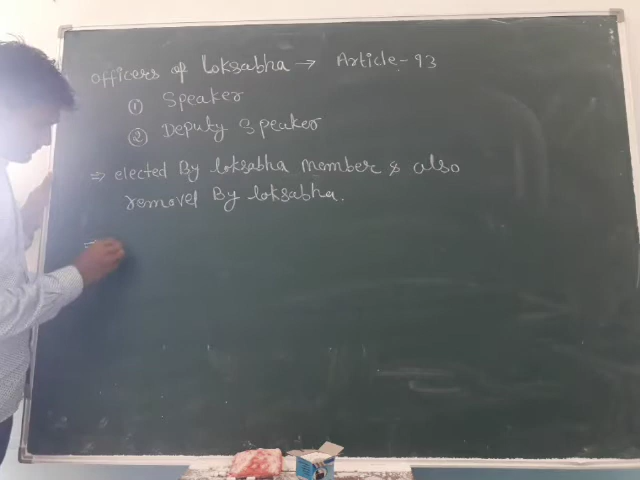 officers of loksabha → Article-93
① Speaker
② Deputy Speaker
⇒ elected By loksabha member & also
removel By loksabha.